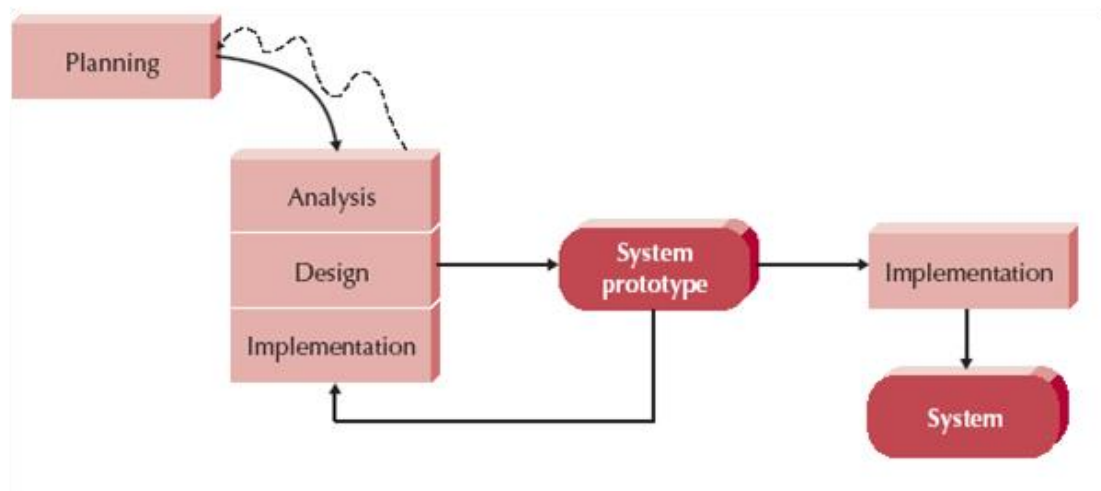 Planning
Analysis
Design
Implementation
System
prototype
Implementation
System